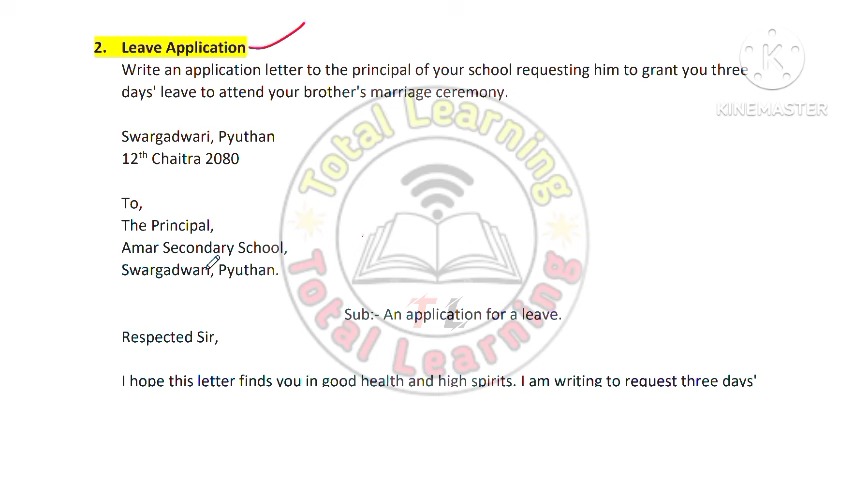 2. Leave Application
Write an application letter to the principal of your school requesting him to grant you three
days' leave to attend your brother's marriage ceremony.
KINEMASTER
Swargadwari, Pyuthan
12th Chaitra 2080
To,
The Principal,
Amar Secondary School,
Swargadwari, Pyuthan.
Sub:- An application for a leave.
Respected Sir,
I hope this letter finds you in good health and high spirits. I am writing to request three days'
Total Learning
TL
Total Learning